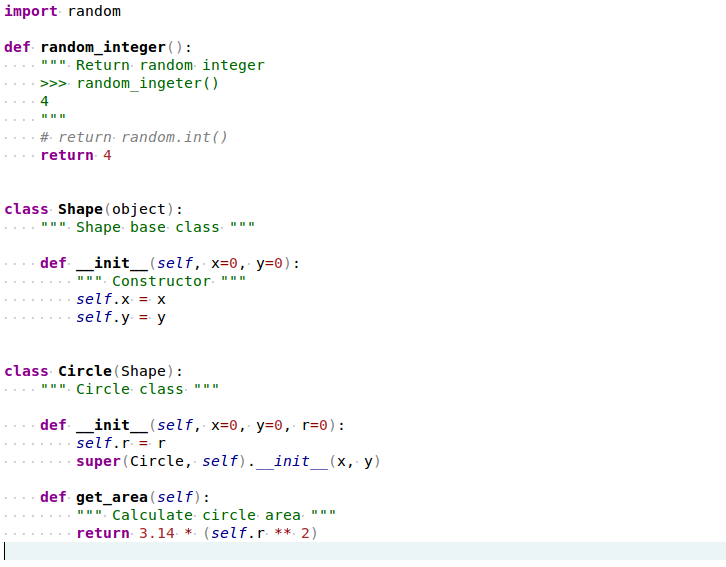 import random

def random_integer():
    """ Return random integer
    >>> random_ingeter()
    4
    """
    # return random.int()
    return 4


class Shape(object):
    """ Shape base class """

    def __init__(self, x=0, y=0):
        """ Constructor """
        self.x = x
        self.y = y


class Circle(Shape):
    """ Circle class """

    def __init__(self, x=0, y=0, r=0):
        self.r = r
        super(Circle, self).__init__(x, y)

    def get_area(self):
        """ Calculate circle area """
        return 3.14 * (self.r ** 2)